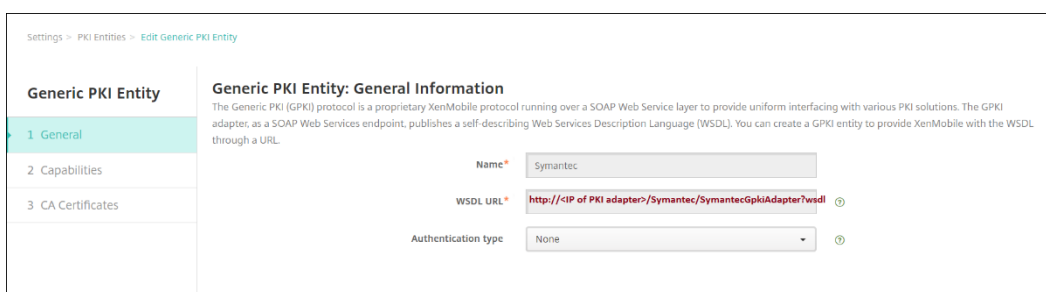 Settings > PKI Entities > Edit Generic PKI Entity
Generic PKI Entity
1 General
2 Capabilities
3 CA Certificates
Generic PKI Entity: General Information
The Generic PKI (GPKI) protocol is a proprietary XenMobile protocol running over a SOAP Web Service layer to provide uniform interfacing with various PKI solutions. The GPKI
adapter, as a SOAP Web Services endpoint, publishes a self-describing Web Services Description Language (WSDL). You can create a GPKI entity to provide XenMobile with the WSDL
through a URL.
Name* Symantec
WSDL URL* http://<IP of PKI adapter>/Symantec/SymantecGpkiAdapter?wsdl ?
Authentication type None ?